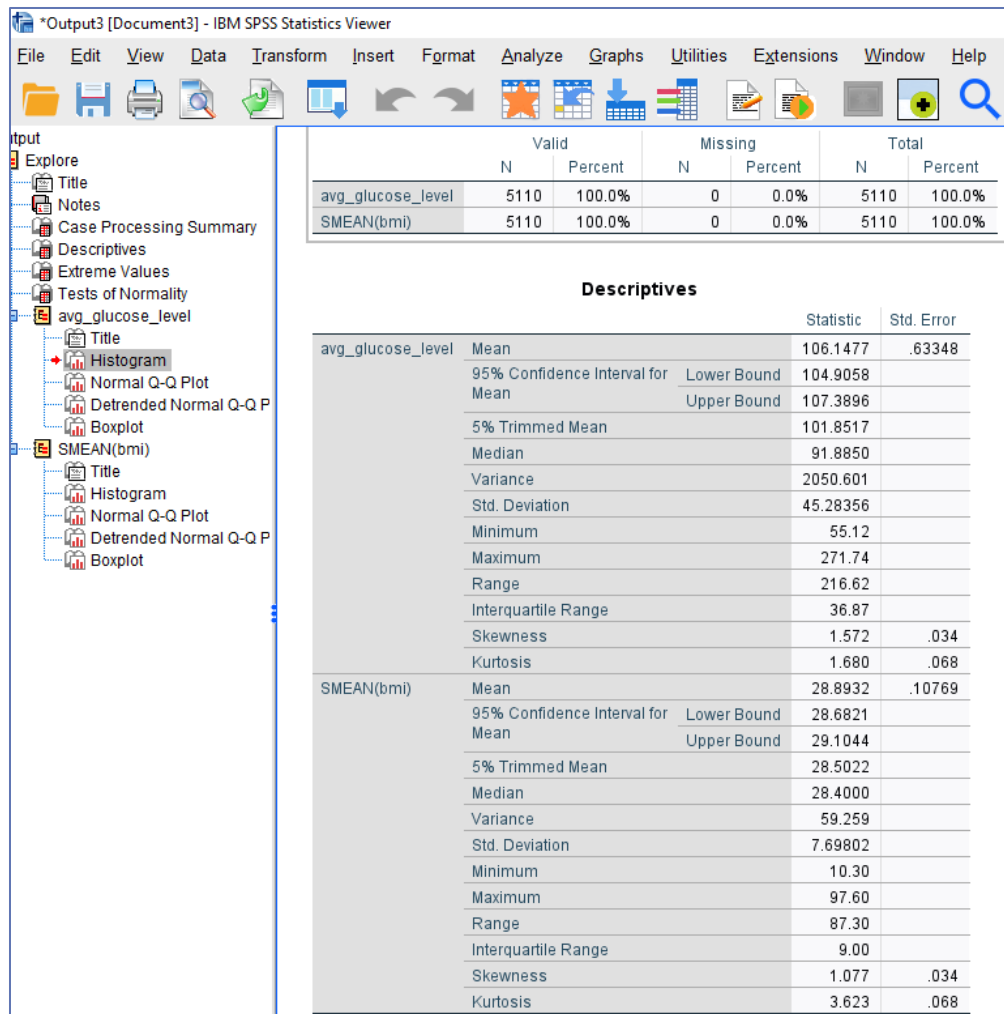 *Output3 [Document3] - IBM SPSS Statistics Viewer
File Edit View Data Transform Insert Format Analyze Graphs Utilities Extensions Window Help
tput
Explore
Title
Notes
Case Processing Summary
Descriptives
Extreme Values
Tests of Normality
avg_glucose_level
Title
Histogram
Normal Q-Q Plot
Detrended Normal Q-Q P
Boxplot
SMEAN(bmi)
Title
Histogram
Normal Q-Q Plot
Detrended Normal Q-Q P
Boxplot
Valid Missing Total
N Percent N Percent N Percent
avg_glucose_level 5110 100.0% 0 0.0% 5110 100.0%
SMEAN(bmi) 5110 100.0% 0 0.0% 5110 100.0%
Descriptives
Statistic Std. Error
avg_glucose_level Mean 106.1477 .63348
95% Confidence Interval for Lower Bound 104.9058
Mean Upper Bound 107.3896
5% Trimmed Mean 101.8517
Median 91.8850
Variance 2050.601
Std. Deviation 45.28356
Minimum 55.12
Maximum 271.74
Range 216.62
Interquartile Range 36.87
Skewness 1.572 .034
Kurtosis 1.680 .068
SMEAN(bmi) Mean 28.8932 .10769
95% Confidence Interval for Lower Bound 28.6821
Mean Upper Bound 29.1044
5% Trimmed Mean 28.5022
Median 28.4000
Variance 59.259
Std. Deviation 7.69802
Minimum 10.30
Maximum 97.60
Range 87.30
Interquartile Range 9.00
Skewness 1.077 .034
Kurtosis 3.623 .068